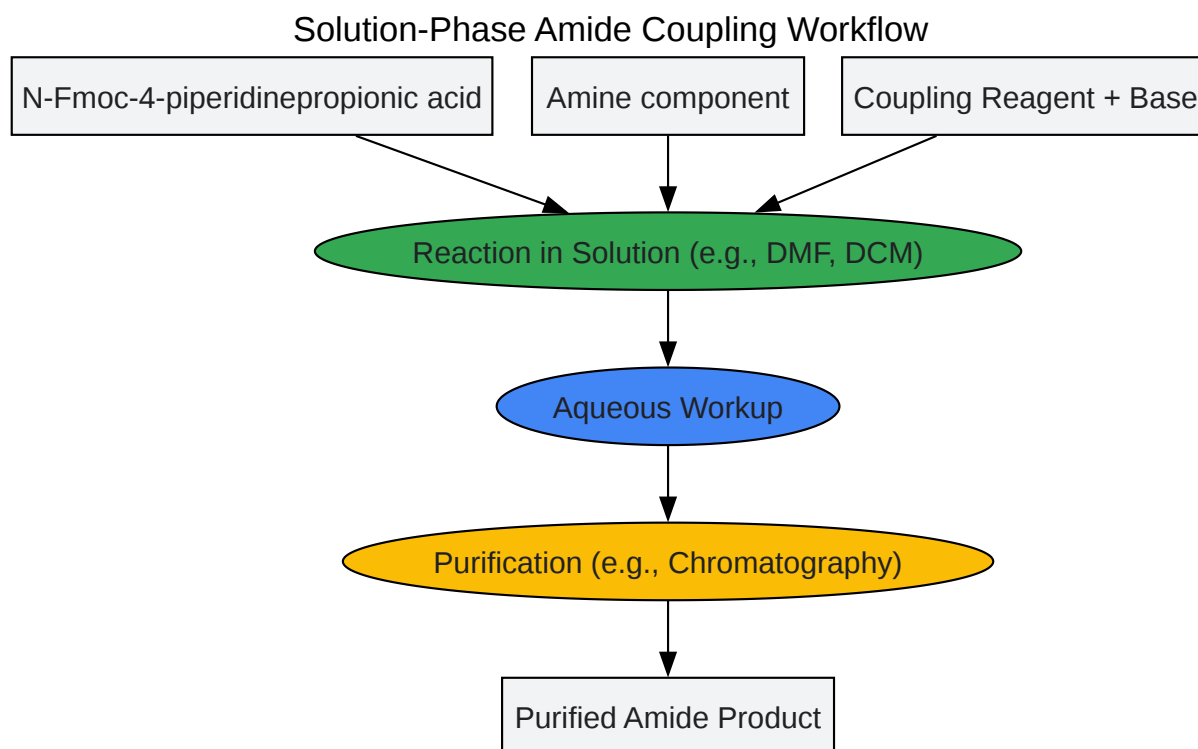 Solution-Phase Amide Coupling Workflow
N-Fmoc-4-piperidinepropionic acid
Amine component
Coupling Reagent + Base
Reaction in Solution (e.g., DMF, DCM)
Aqueous Workup
Purification (e.g., Chromatography)
Purified Amide Product